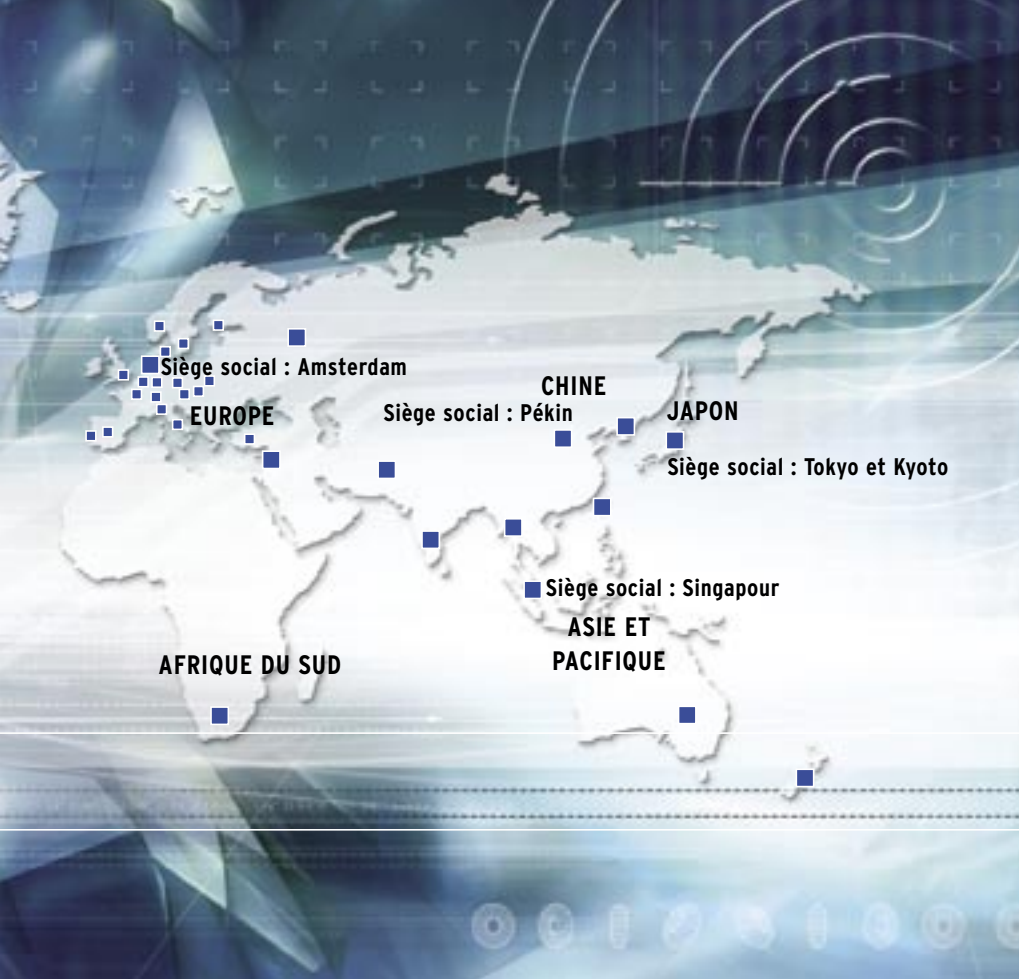 Siège social : Amsterdam
EUROPE
CHINE
Siège social : Pékin
JAPON
Siège social : Tokyo et Kyoto
Siège social : Singapour
ASIE ET
PACIFIQUE
AFRIQUE DU SUD